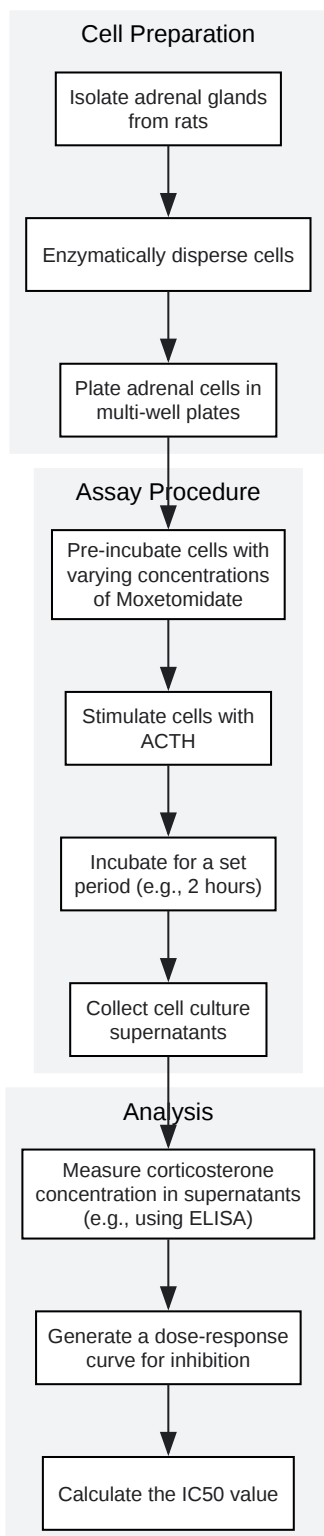 Cell Preparation
Isolate adrenal glands
from rats
Enzymatically disperse cells
Plate adrenal cells in
multi-well plates
Assay Procedure
Pre-incubate cells with
varying concentrations
of Moxetomidate
Stimulate cells with
ACTH
Incubate for a set
period (e.g., 2 hours)
Collect cell culture
supernatants
Analysis
Measure corticosterone
concentration in supernatants
(e.g., using ELISA)
Generate a dose-response
curve for inhibition
Calculate the IC50 value